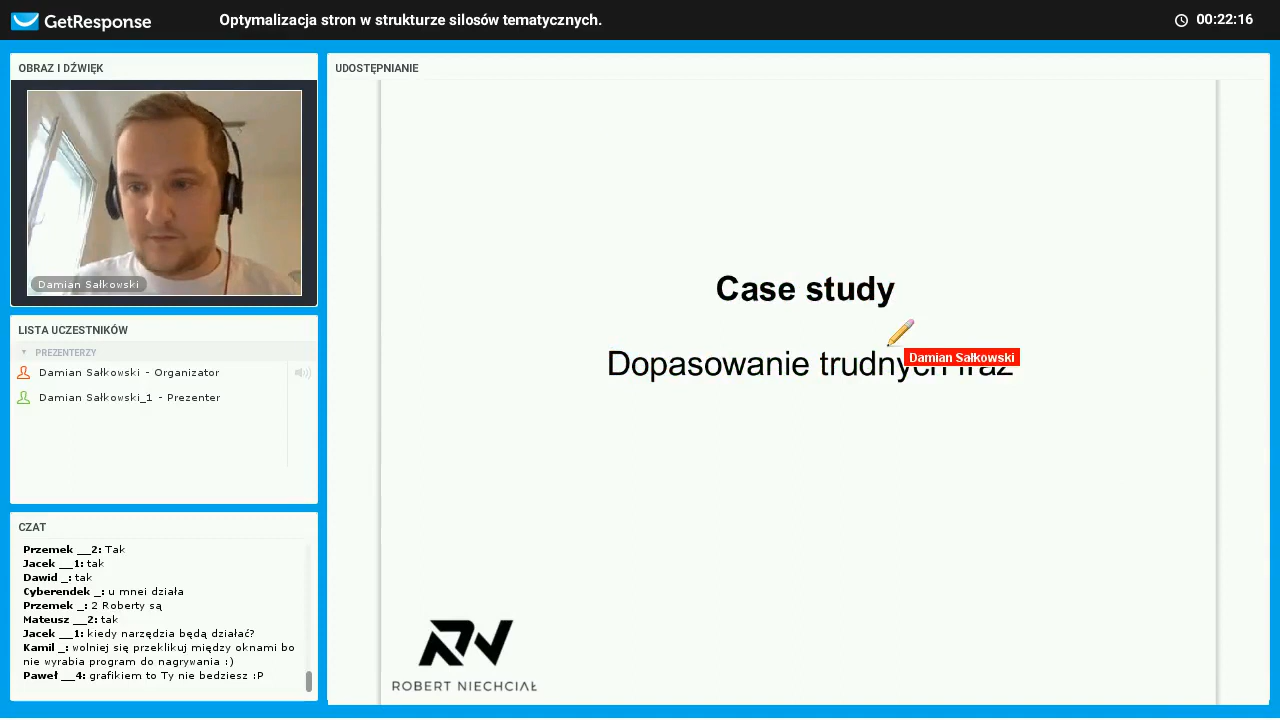 GetResponse
Optymalizacja stron w strukturze silosów tematycznych.
00:22:16
OBRAZ I DŹWIĘK
Damian Sałkowski
LISTA UCZESTNIKÓW
PREZENTERZY
Damian Sałkowski - Organizator
Damian Sałkowski_1 - Prezenter
CZAT
Przemek __2: Tak
Jacek __1: tak
Dawid _: tak
Cyberendek _: u mnei działa
Przemek _: 2 Roberty są
Mateusz __2: tak
Jacek __1: kiedy narzędzia będą działać?
Kamil _: wolniej się przeklikuj między oknami bo
nie wyrabia program do nagrywania :)
Paweł __4: grafikiem to Ty nie bedziesz :P
UDOSTĘPNIANIE
Case study
Dopasowanie trudnych fraz
Damian Sałkowski
ROBERT NIECHCIAŁ